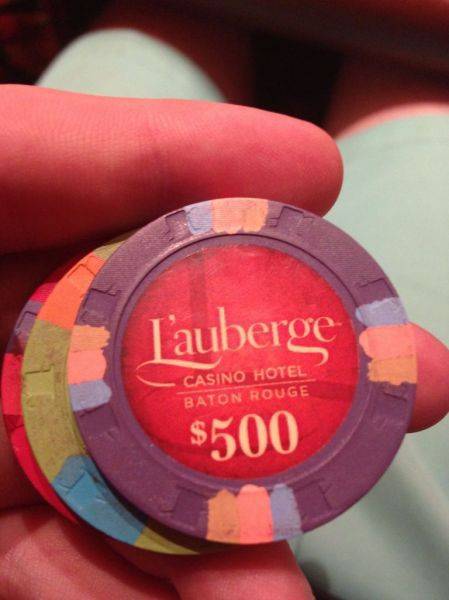 L'auberge
CASINO HOTEL
BATON ROUGE
$500